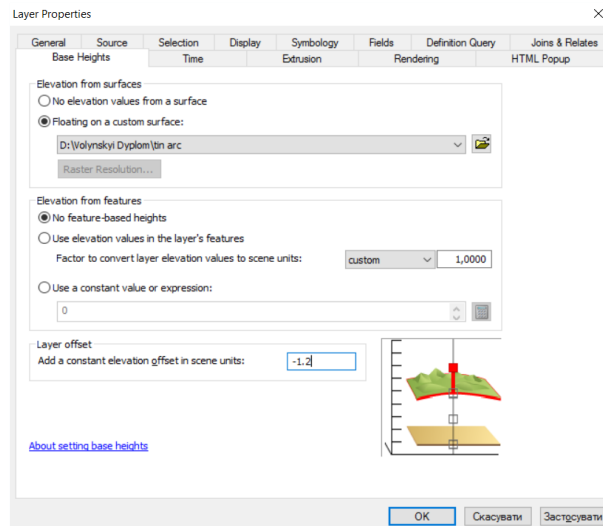 Layer Properties
General Source Selection Display Symbology Fields Definition Query Joins & Relates
Base Heights Time Extrusion Rendering HTML Popup
Elevation from surfaces
No elevation values from a surface
Floating on a custom surface:
D:\Volynskyi Dyplom\tin arc
Raster Resolution...
Elevation from features
No feature-based heights
Use elevation values in the layer's features
Factor to convert layer elevation values to scene units: custom 1,0000
Use a constant value or expression:
0
Layer offset
Add a constant elevation offset in scene units: -1.2
About setting base heights
OK Скасувати Застосувати